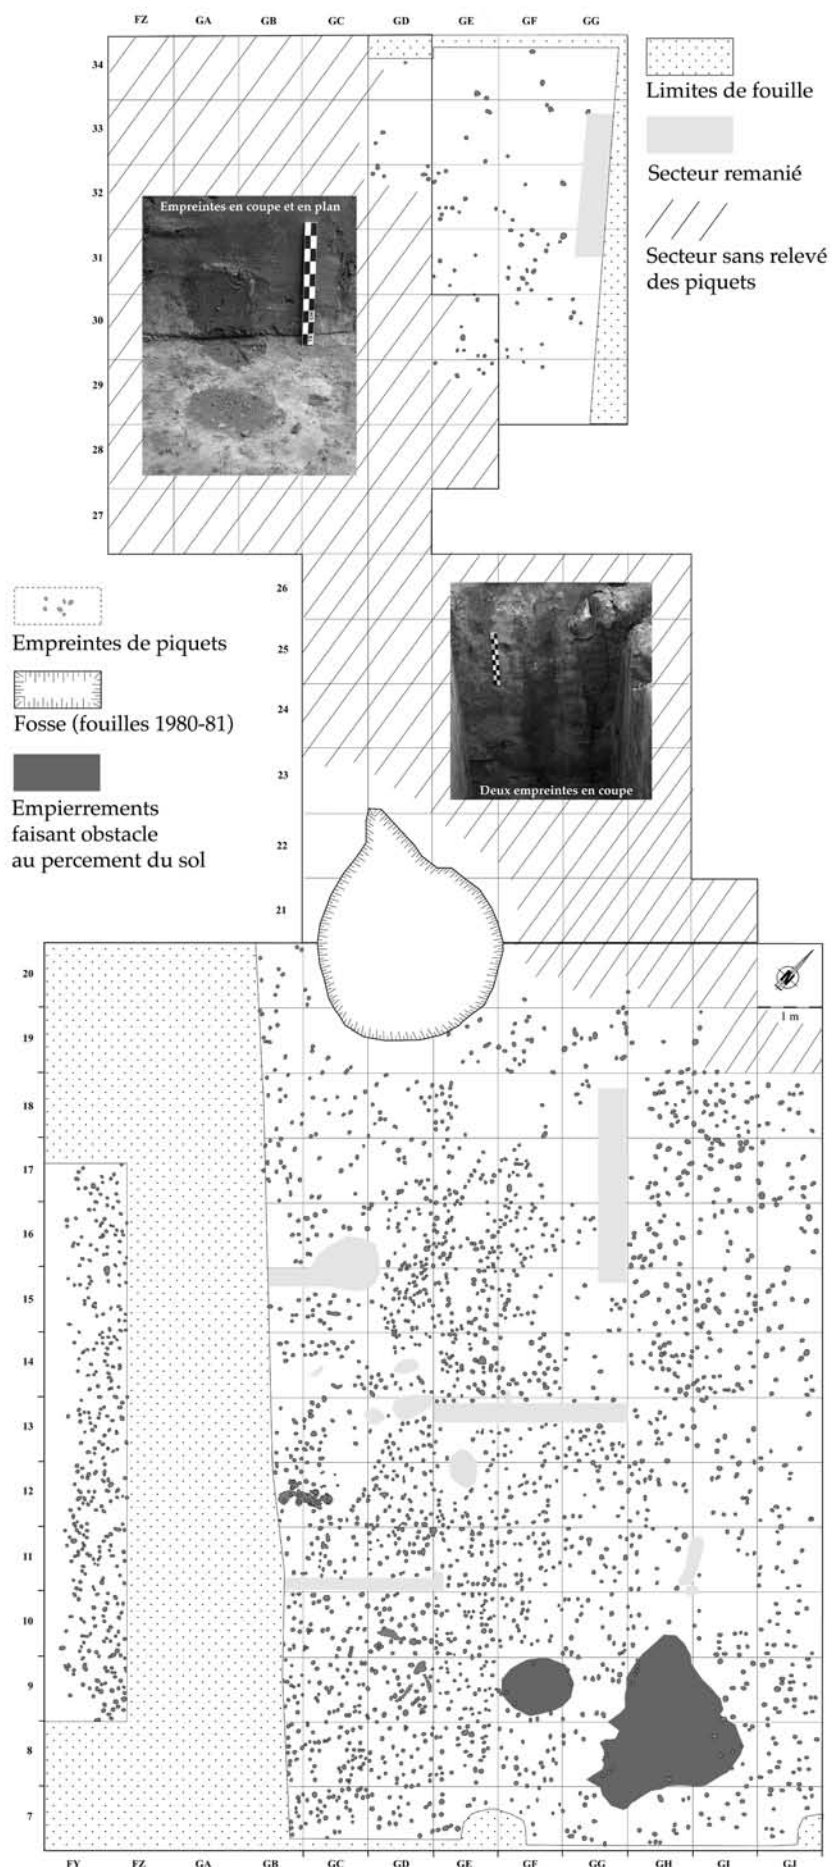 FZ GA GB GC GD GE GF GG
34
33
32
31
30
29
28
27
Limites de fouille
Secteur remanié
Secteur sans relevé
des piquets
Empreintes en coupe et en plan
Empreintes de piquets
Fosse (fouilles 1980-81)
Empierrements
faisant obstacle
au percement du sol
26
25
24
23
22
21
Deux empreintes en coupe
N
1 m
20
19
18
17
16
15
14
13
12
11
10
9
8
7
FY FZ GA GB GC GD GE GF GG GH GI GJ